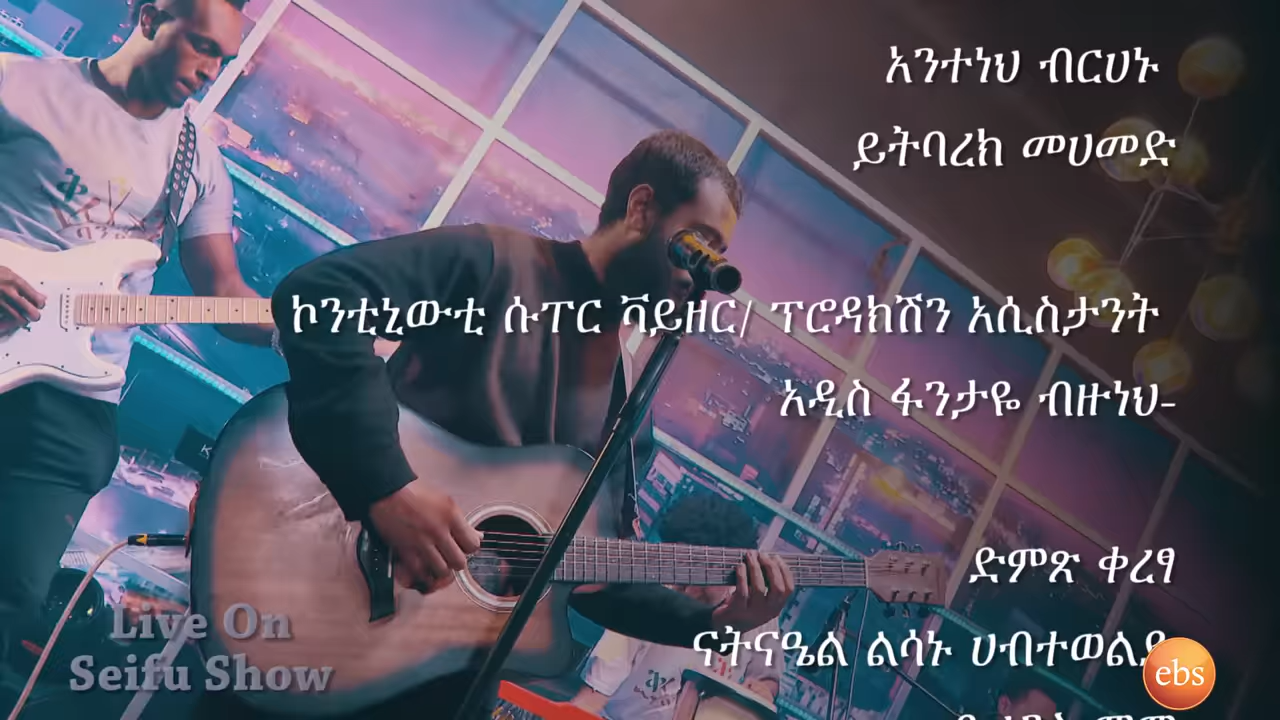 አንተነህ ብርሀኑ
ይትባረክ መሀመድ
ኮንቲኒውቲ ሱፐር ቫይዘር/ ፕሮዳክሽን አሲስታንት
አዲስ ፋንታዬ ብዙነህ-
ድምጽ ቀረፃ
ናትናዔል ልሳኑ ሀብተወልድ
ebs
Live On
Seifu Show